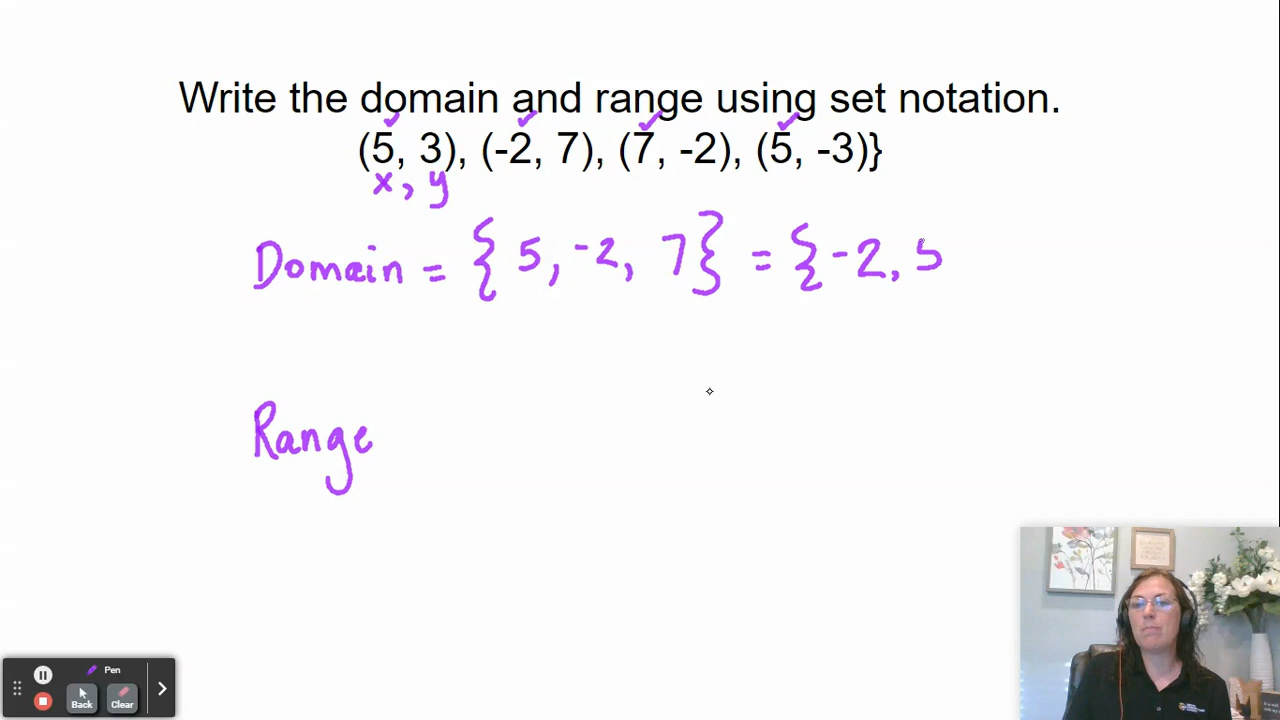 Write the domain and range using set notation.
(5, 3), (-2, 7), (7, -2), (5, -3)}
x, y
Domain = { 5, -2, 7} = {-2, 5
Range
Pen
Back
Clear